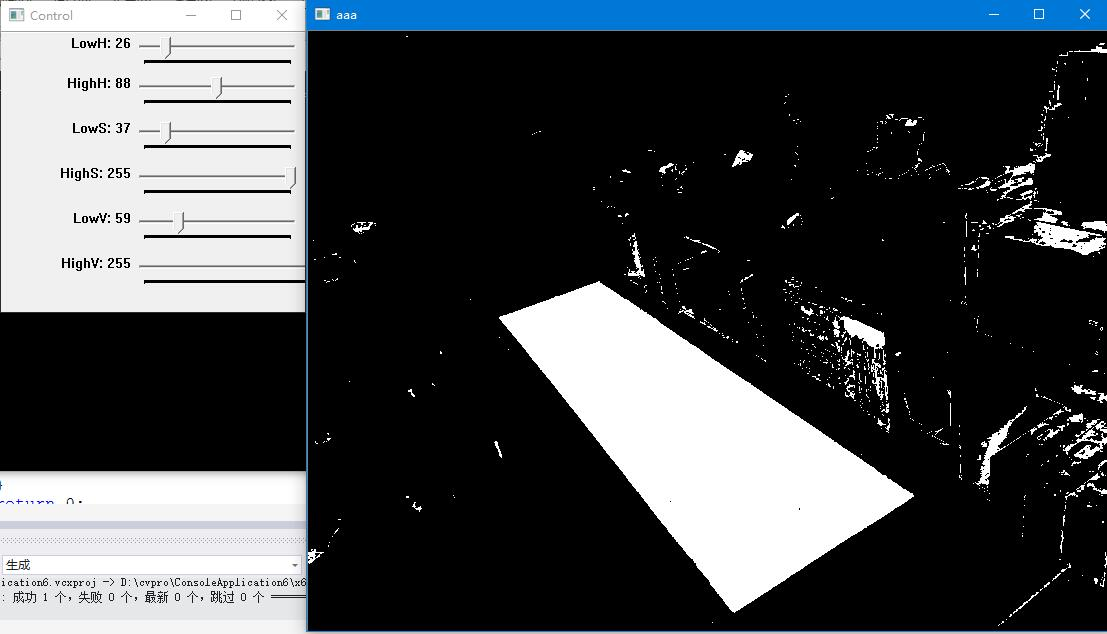 Control
aaa
LowH: 26
HighH: 88
LowS: 37
HighS: 255
LowV: 59
HighV: 255
return 0;
生成
ication6.vcxproj -> D:\cvpro\ConsoleApplication6\x6
: 成功 1 个，失败 0 个，最新 0 个，跳过 0 个 ======